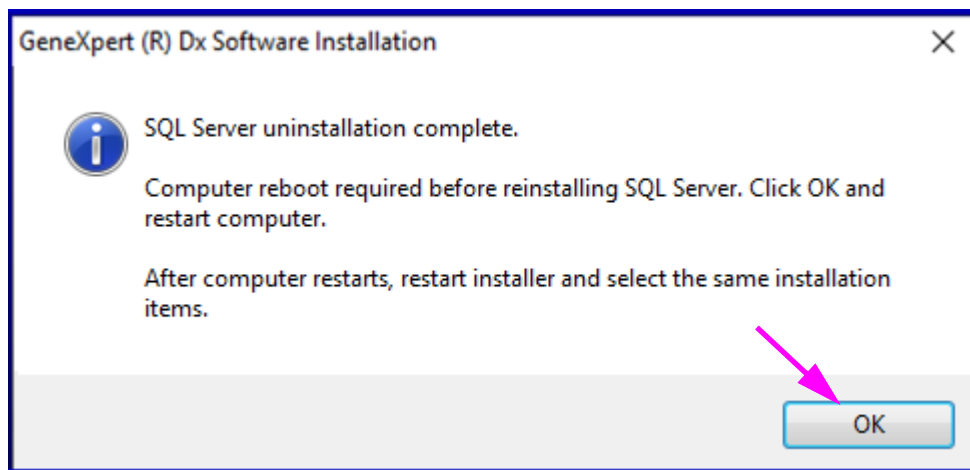 GeneXpert (R) Dx Software Installation
SQL Server uninstallation complete.
Computer reboot required before reinstalling SQL Server. Click OK and
restart computer.
After computer restarts, restart installer and select the same installation
items.
OK